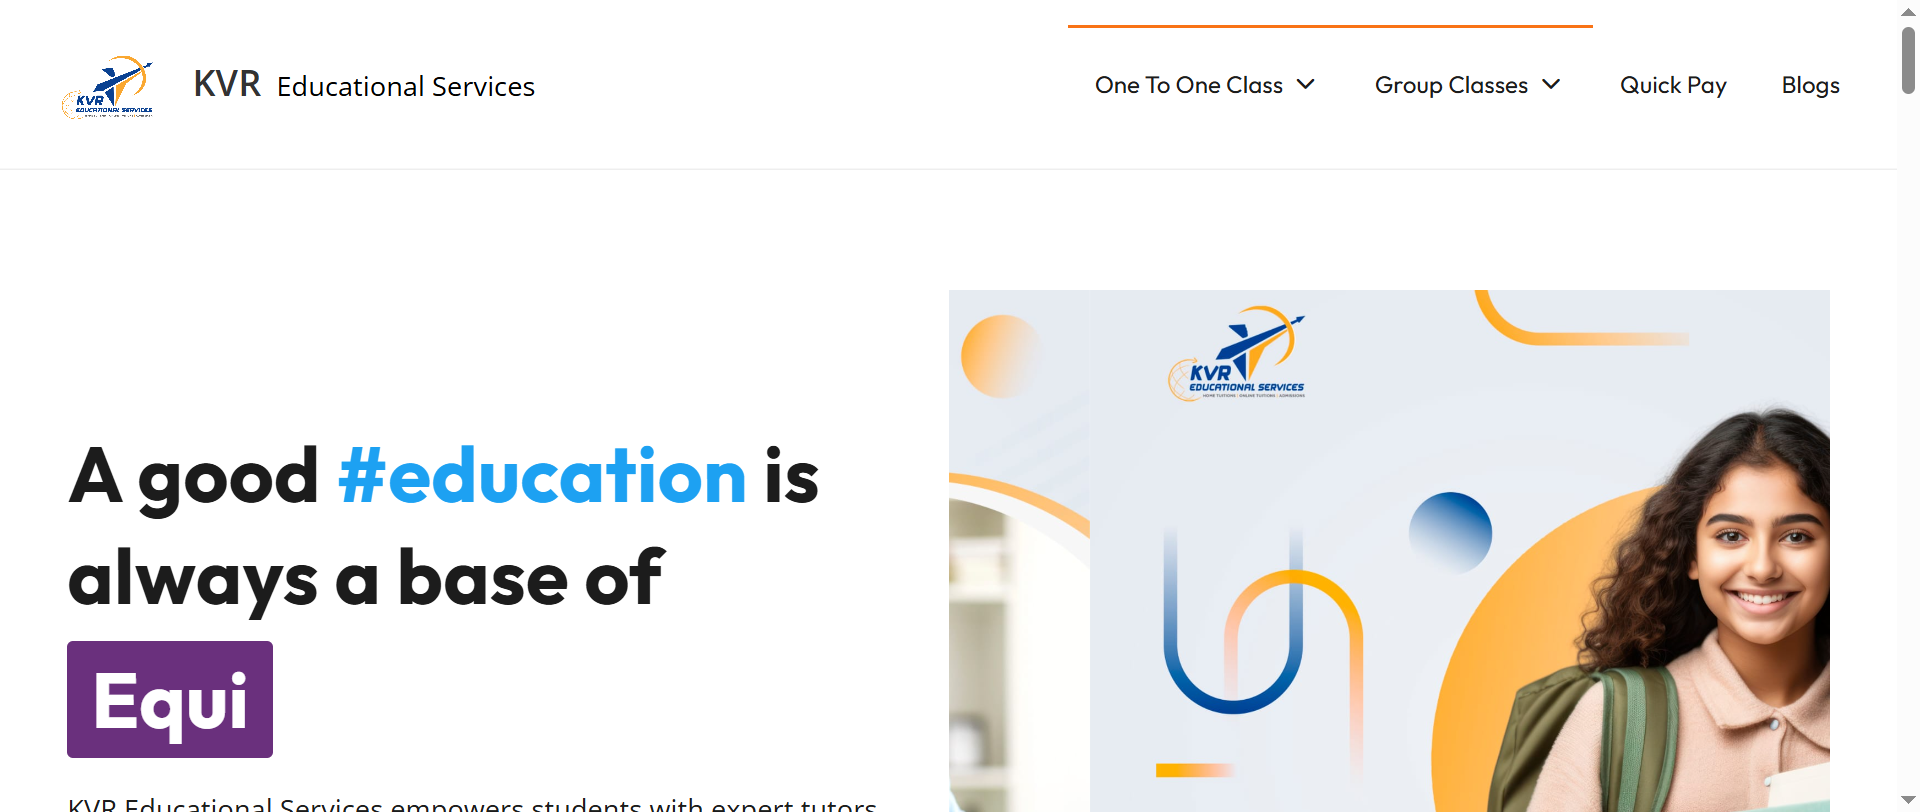 KVR
EDUCATIONAL SERVICES
KVR Educational Services
One To One Class
Group Classes
Quick Pay
Blogs
A good #education is
always a base of
Equi
KVR Educational Services empowers students with expert tutors
KVR
EDUCATIONAL SERVICES
HOME TUITIONS | ONLINE TUITIONS | ADMISSIONS